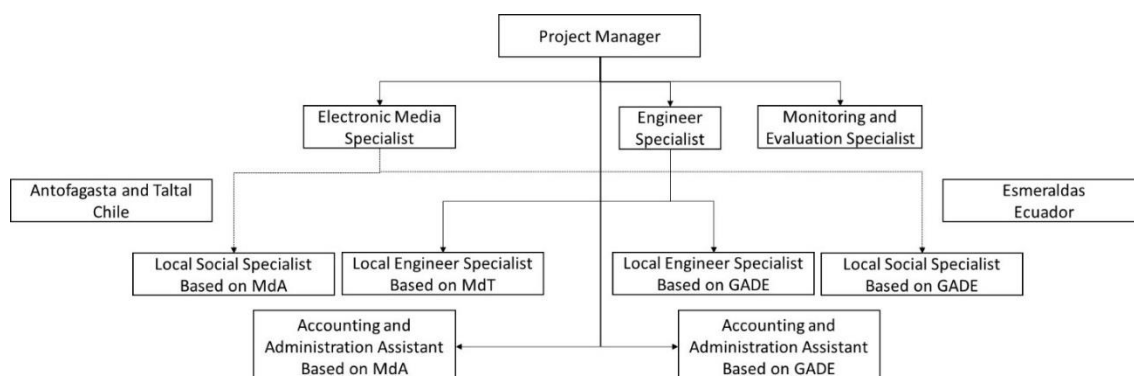 Project Manager
Electronic Media
Specialist
Engineer
Specialist
Monitoring and
Evaluation Specialist
Antofagasta and Taltal
Chile
Esmeraldas
Ecuador
Local Social Specialist
Based on MdA
Local Engineer Specialist
Based on MdT
Local Engineer Specialist
Based on GADE
Local Social Specialist
Based on GADE
Accounting and
Administration Assistant
Based on MdA
Accounting and
Administration Assistant
Based on GADE